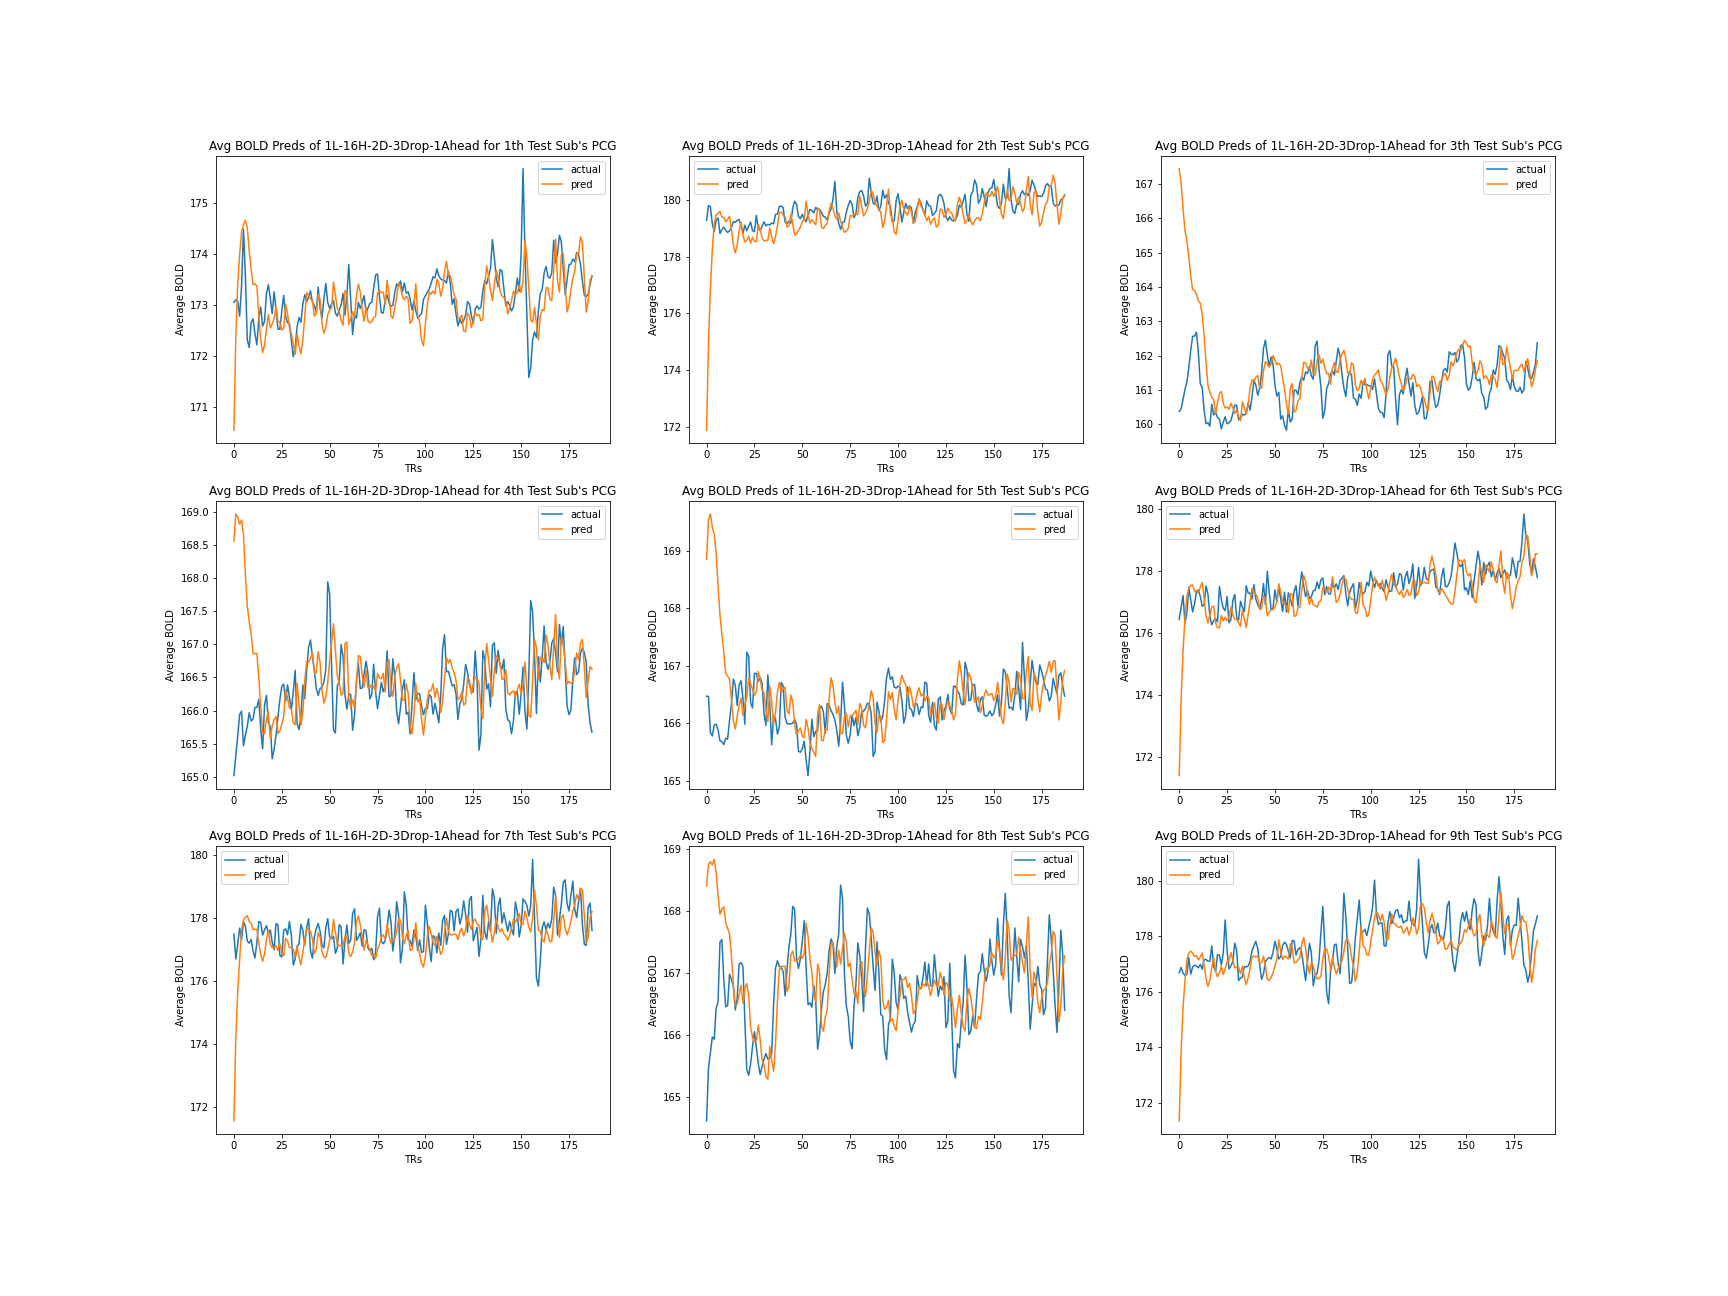 Avg BOLD Preds of 1L-16H-2D-3Drop-1Ahead for 1th Test Sub's PCG
actual
pred
175
174
173
172
171
Average BOLD
0 25 50 75 100 125 150 175
TRs
Avg BOLD Preds of 1L-16H-2D-3Drop-1Ahead for 2th Test Sub's PCG
actual
pred
180
178
176
174
172
Average BOLD
0 25 50 75 100 125 150 175
TRs
Avg BOLD Preds of 1L-16H-2D-3Drop-1Ahead for 3th Test Sub's PCG
actual
pred
167
166
165
164
163
162
161
160
Average BOLD
0 25 50 75 100 125 150 175
TRs
Avg BOLD Preds of 1L-16H-2D-3Drop-1Ahead for 4th Test Sub's PCG
actual
pred
169.0
168.5
168.0
167.5
167.0
166.5
166.0
165.5
165.0
Average BOLD
0 25 50 75 100 125 150 175
TRs
Avg BOLD Preds of 1L-16H-2D-3Drop-1Ahead for 5th Test Sub's PCG
actual
pred
169
168
167
166
165
Average BOLD
0 25 50 75 100 125 150 175
TRs
Avg BOLD Preds of 1L-16H-2D-3Drop-1Ahead for 6th Test Sub's PCG
actual
pred
180
178
176
174
172
Average BOLD
0 25 50 75 100 125 150 175
TRs
Avg BOLD Preds of 1L-16H-2D-3Drop-1Ahead for 7th Test Sub's PCG
actual
pred
180
178
176
174
172
Average BOLD
0 25 50 75 100 125 150 175
TRs
Avg BOLD Preds of 1L-16H-2D-3Drop-1Ahead for 8th Test Sub's PCG
actual
pred
169
168
167
166
165
Average BOLD
0 25 50 75 100 125 150 175
TRs
Avg BOLD Preds of 1L-16H-2D-3Drop-1Ahead for 9th Test Sub's PCG
actual
pred
180
178
176
174
172
Average BOLD
0 25 50 75 100 125 150 175
TRs